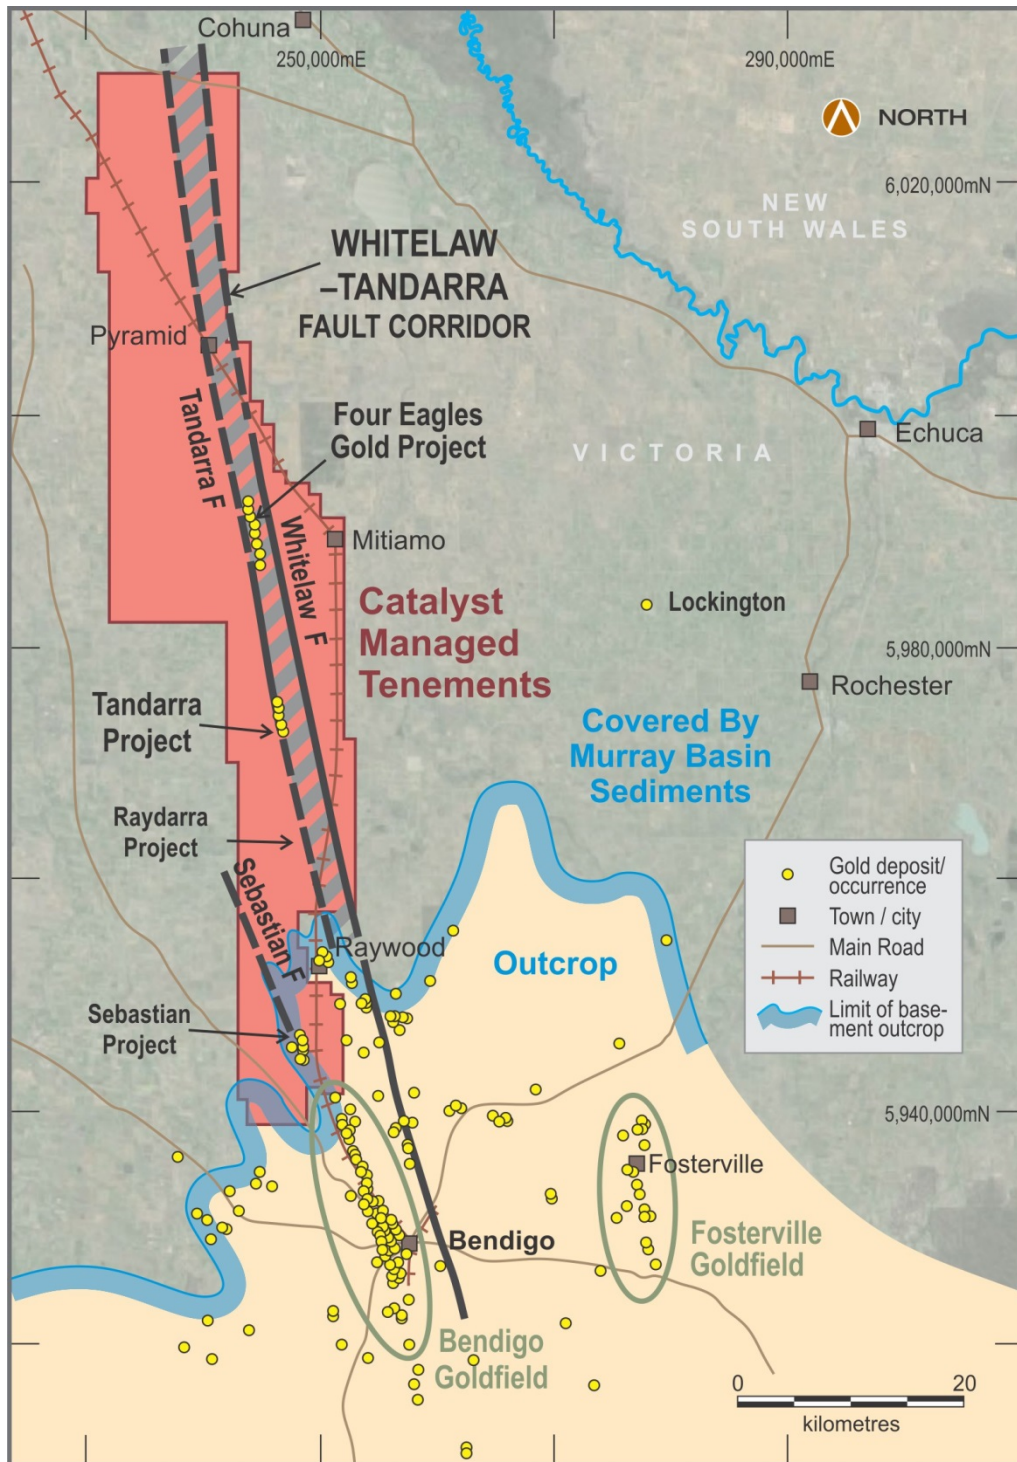 Cohuna
250,000mE
290,000mE
NORTH
6,020,000mN
NEW
SOUTH WALES
WHITELAW
–TANDARRA
FAULT CORRIDOR
Pyramid
Tandarra F
Four Eagles
Gold Project
Echuca
VICTORIA
Whitelaw F
Mitiamo
Catalyst
Managed
Tenements
Lockington
5,980,000mN
Rochester
Tandarra
Project
Covered By
Murray Basin
Sediments
Raydarra
Project
Sebastian F
Gold deposit/
occurrence
Town / city
Main Road
Railway
Limit of base-
ment outcrop
Raywood
Outcrop
Sebastian
Project
5,940,000mN
Fosterville
Bendigo
Fosterville
Goldfield
Bendigo
Goldfield
0 20
kilometres